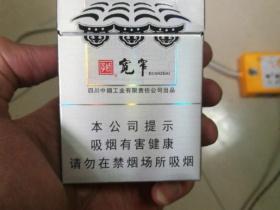 宽窄
KUANZHAI
四川中烟工业有限责任公司出品
本公司提示
吸烟有害健康
请勿在禁烟场所吸烟